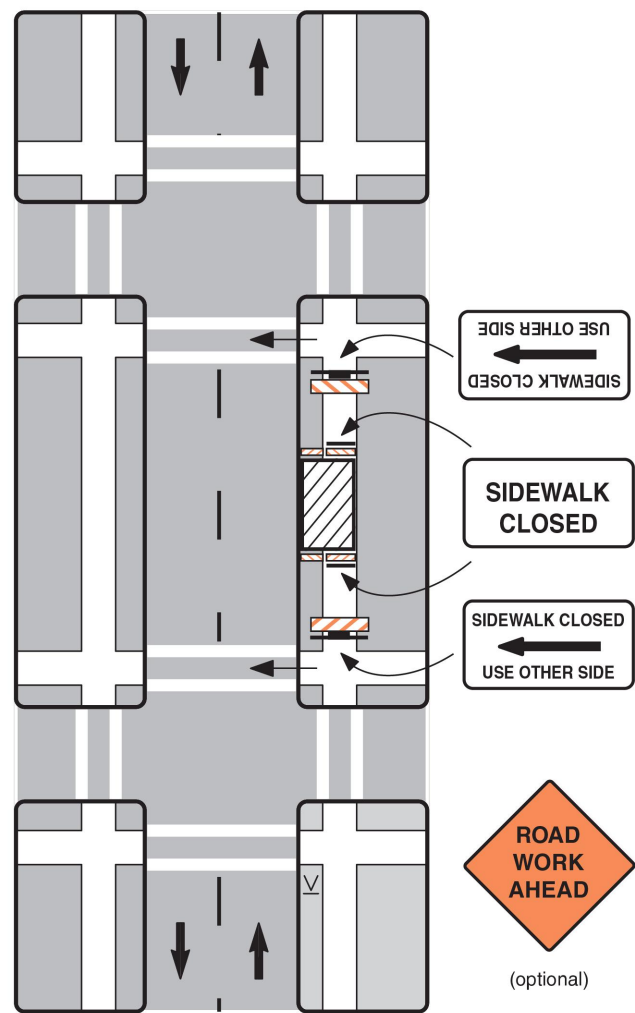 USE OTHER SIDE
SIDEWALK CLOSED
SIDEWALK
CLOSED
SIDEWALK CLOSED
USE OTHER SIDE
ROAD
WORK
AHEAD
(optional)